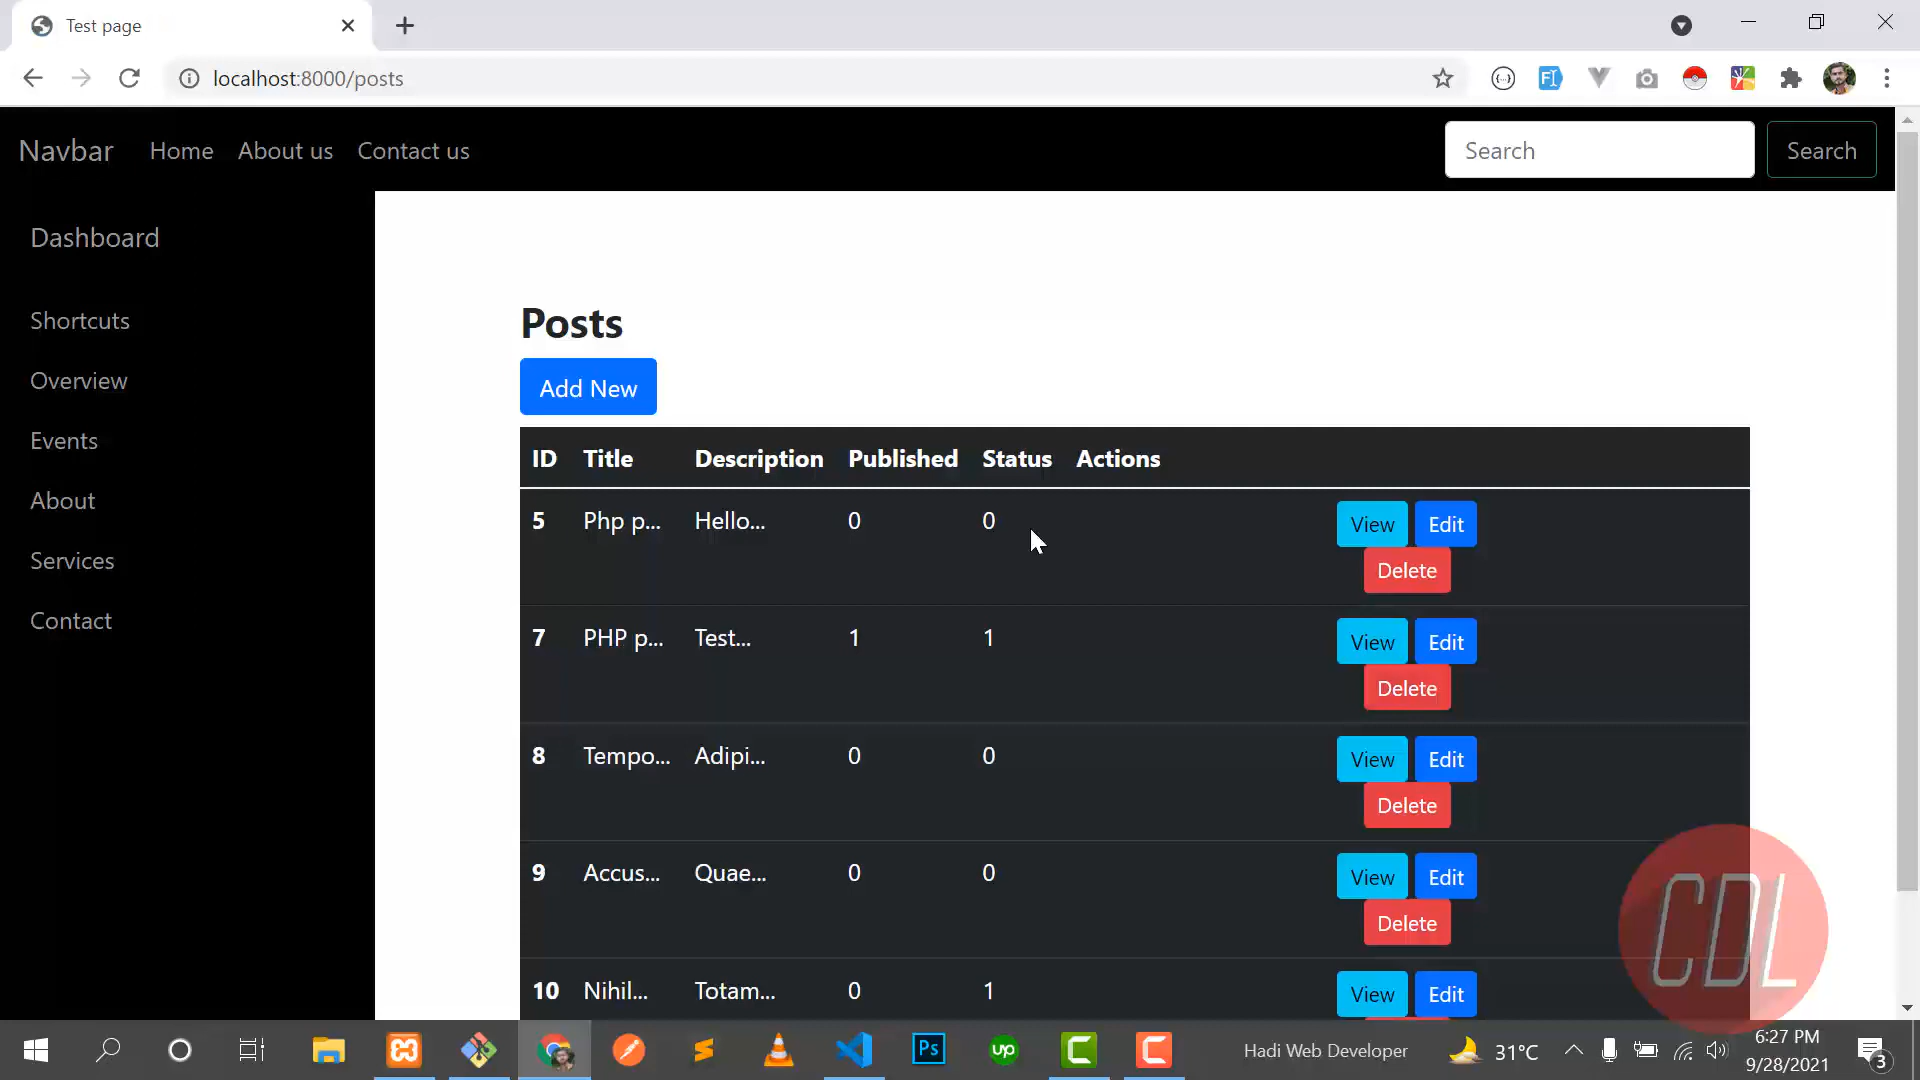 Test page
localhost:8000/posts
Navbar Home About us Contact us Search Search
Dashboard
Shortcuts
Overview
Events
About
Services
Contact
Posts
Add New
ID Title Description Published Status Actions
5 Php p... Hello... 0 0 View Edit
Delete
7 PHP p... Test... 1 1 View Edit
Delete
8 Tempo... Adipi... 0 0 View Edit
Delete
9 Accus... Quae... 0 0 View Edit
Delete
10 Nihil... Totam... 0 1 View Edit
CDL
Ps
up
Hadi Web Developer
31°C
6:27 PM
9/28/2021
3